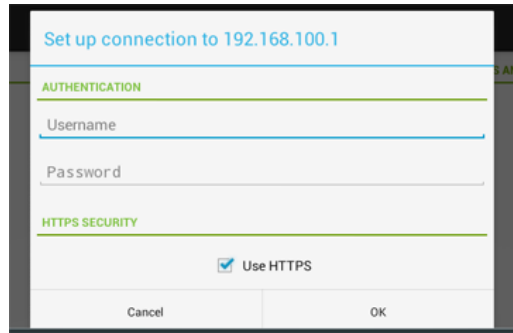 Set up connection to 192.168.100.1
AUTHENTICATION
Username
Password
HTTPS SECURITY
Use HTTPS
Cancel
OK